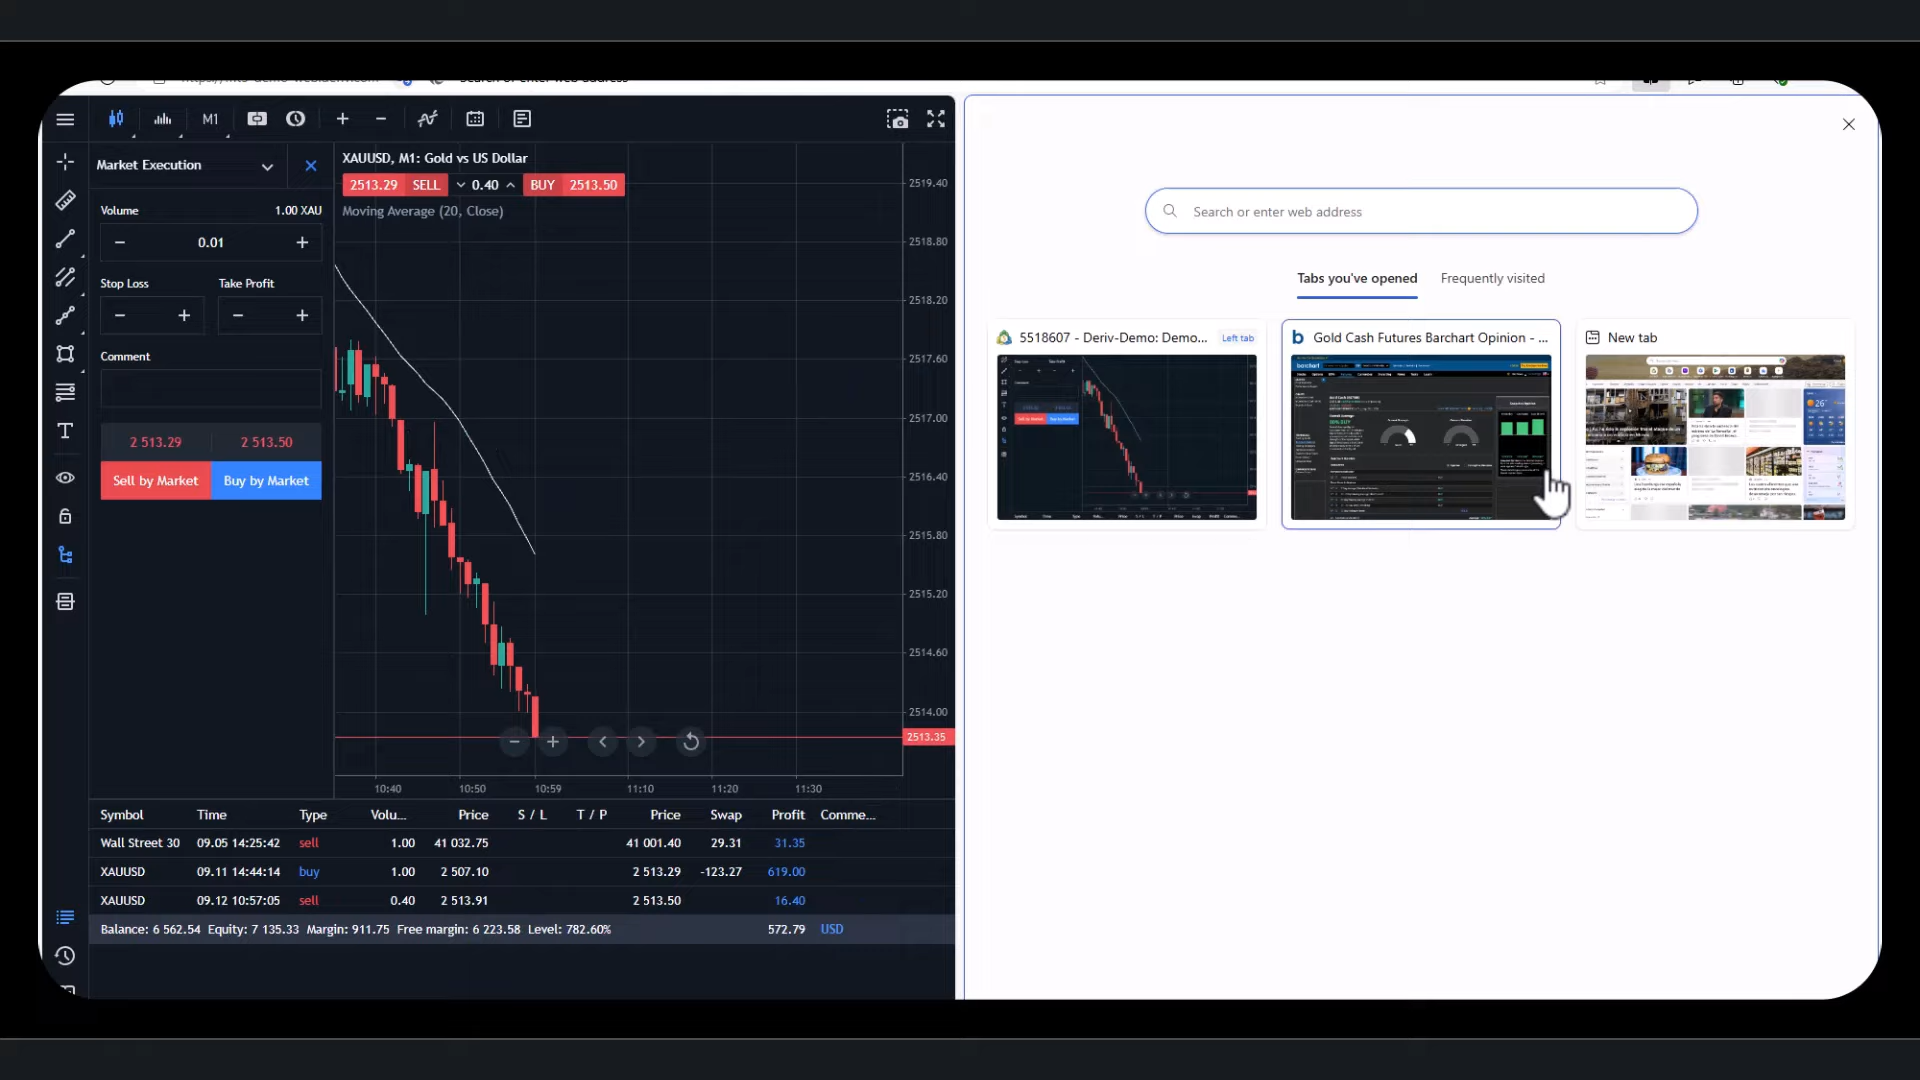 M1
Market Execution
Volume 1.00 XAU
0.01
Stop Loss Take Profit
Comment
2 513.29 2 513.50
Sell by Market Buy by Market
XAUUSD, M1: Gold vs US Dollar
2513.29 SELL 0.40 BUY 2513.50
Moving Average (20, Close)
2519.40
2518.80
2518.20
2517.60
2517.00
2516.40
2515.80
2515.20
2514.60
2514.00
2513.35
10:40 10:50 10:59 11:10 11:20 11:30
Symbol Time Type Volu... Price S / L T / P Price Swap Profit Comme...
Wall Street 30 09.05 14:25:42 sell 1.00 41 032.75 41 001.40 29.31 31.35
XAUUSD 09.11 14:44:14 buy 1.00 2 507.10 2 513.29 -123.27 619.00
XAUUSD 09.12 10:57:05 sell 0.40 2 513.91 2 513.50 16.40
Balance: 6 562.54 Equity: 7 135.33 Margin: 911.75 Free margin: 6 223.58 Level: 782.60% 572.79 USD
Search or enter web address
Tabs you've opened Frequently visited
5518607 - Deriv-Demo: Demo... Left tab
Gold Cash Futures Barchart Opinion - ...
New tab
barchart
26°